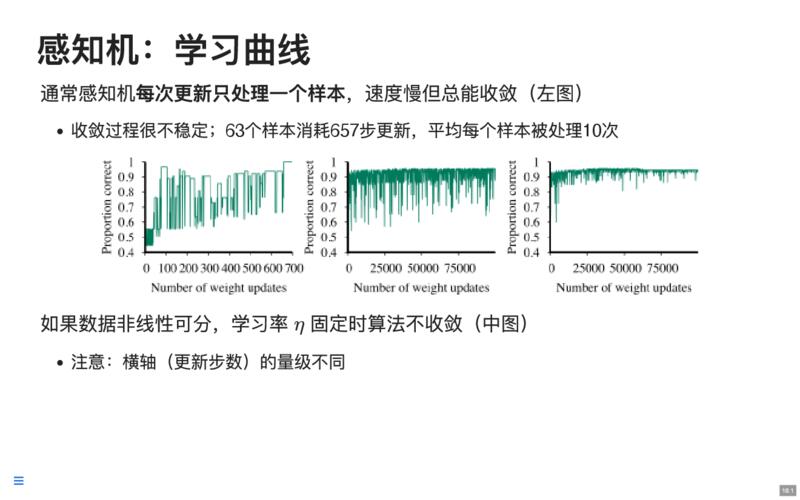 感知机：学习曲线
通常感知机每次更新只处理一个样本，速度慢但总能收敛（左图）
• 收敛过程很不稳定；63个样本消耗657步更新，平均每个样本被处理10次
Proportion correct
1
0.9
0.8
0.7
0.6
0.5
0.4
0 100 200 300 400 500 600 700
Number of weight updates
Proportion correct
1
0.9
0.8
0.7
0.6
0.5
0.4
0 25000 50000 75000
Number of weight updates
Proportion correct
1
0.9
0.8
0.7
0.6
0.5
0.4
0 25000 50000 75000
Number of weight updates
如果数据非线性可分，学习率 η 固定时算法不收敛（中图）
• 注意：横轴（更新步数）的量级不同